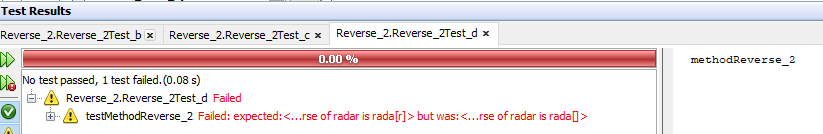 Test Results
Reverse_2.Reverse_2Test_b Reverse_2.Reverse_2Test_c Reverse_2.Reverse_2Test_d
0.00 %
methodReverse_2
No test passed, 1 test failed.(0.08 s)
Reverse_2.Reverse_2Test_d Failed
testMethodReverse_2 Failed: expected:<...rse of radar is rada[r]> but was:<...rse of radar is rada[]>